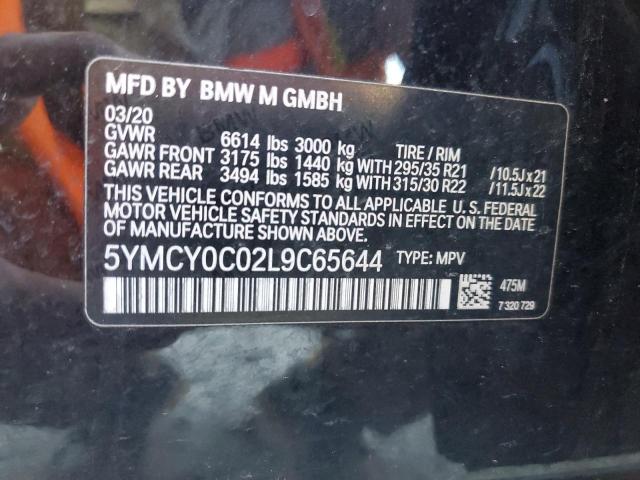 MFD BY BMW M GMBH
03/20
GVWR 6614 lbs 3000 kg TIRE / RIM
GAWR FRONT 3175 lbs 1440 kg WITH 295/35 R21 /10.5J x 21
GAWR REAR 3494 lbs 1585 kg WITH 315/30 R22 /11.5J x 22
THIS VEHICLE CONFORMS TO ALL APPLICABLE U. S. FEDERAL
MOTOR VEHICLE SAFETY STANDARDS IN EFFECT ON THE DATE
OF MANUFACTURE SHOWN ABOVE.
5YMCY0C02L9C65644 TYPE: MPV
475M
7 320 729